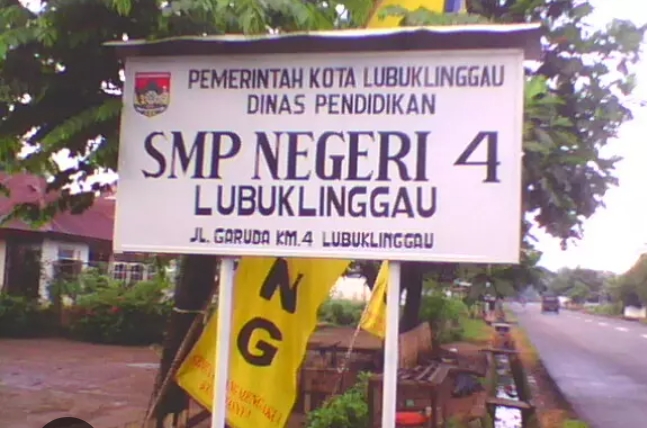 PEMERINTAH KOTA LUBUKLINGGAU
DINAS PENDIDIKAN
SMP NEGERI 4
LUBUKLINGGAU
JL. GARUDA KM.4 LUBUKLINGGAU
N
G